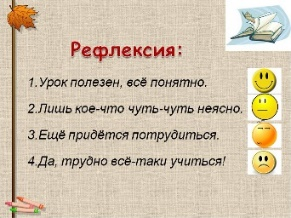 Рефлексия:
1.Урок полезен, всё понятно.
2.Лишь кое-что чуть-чуть неясно.
3.Ещё придётся потрудиться.
4.Да, трудно всё-таки учиться!